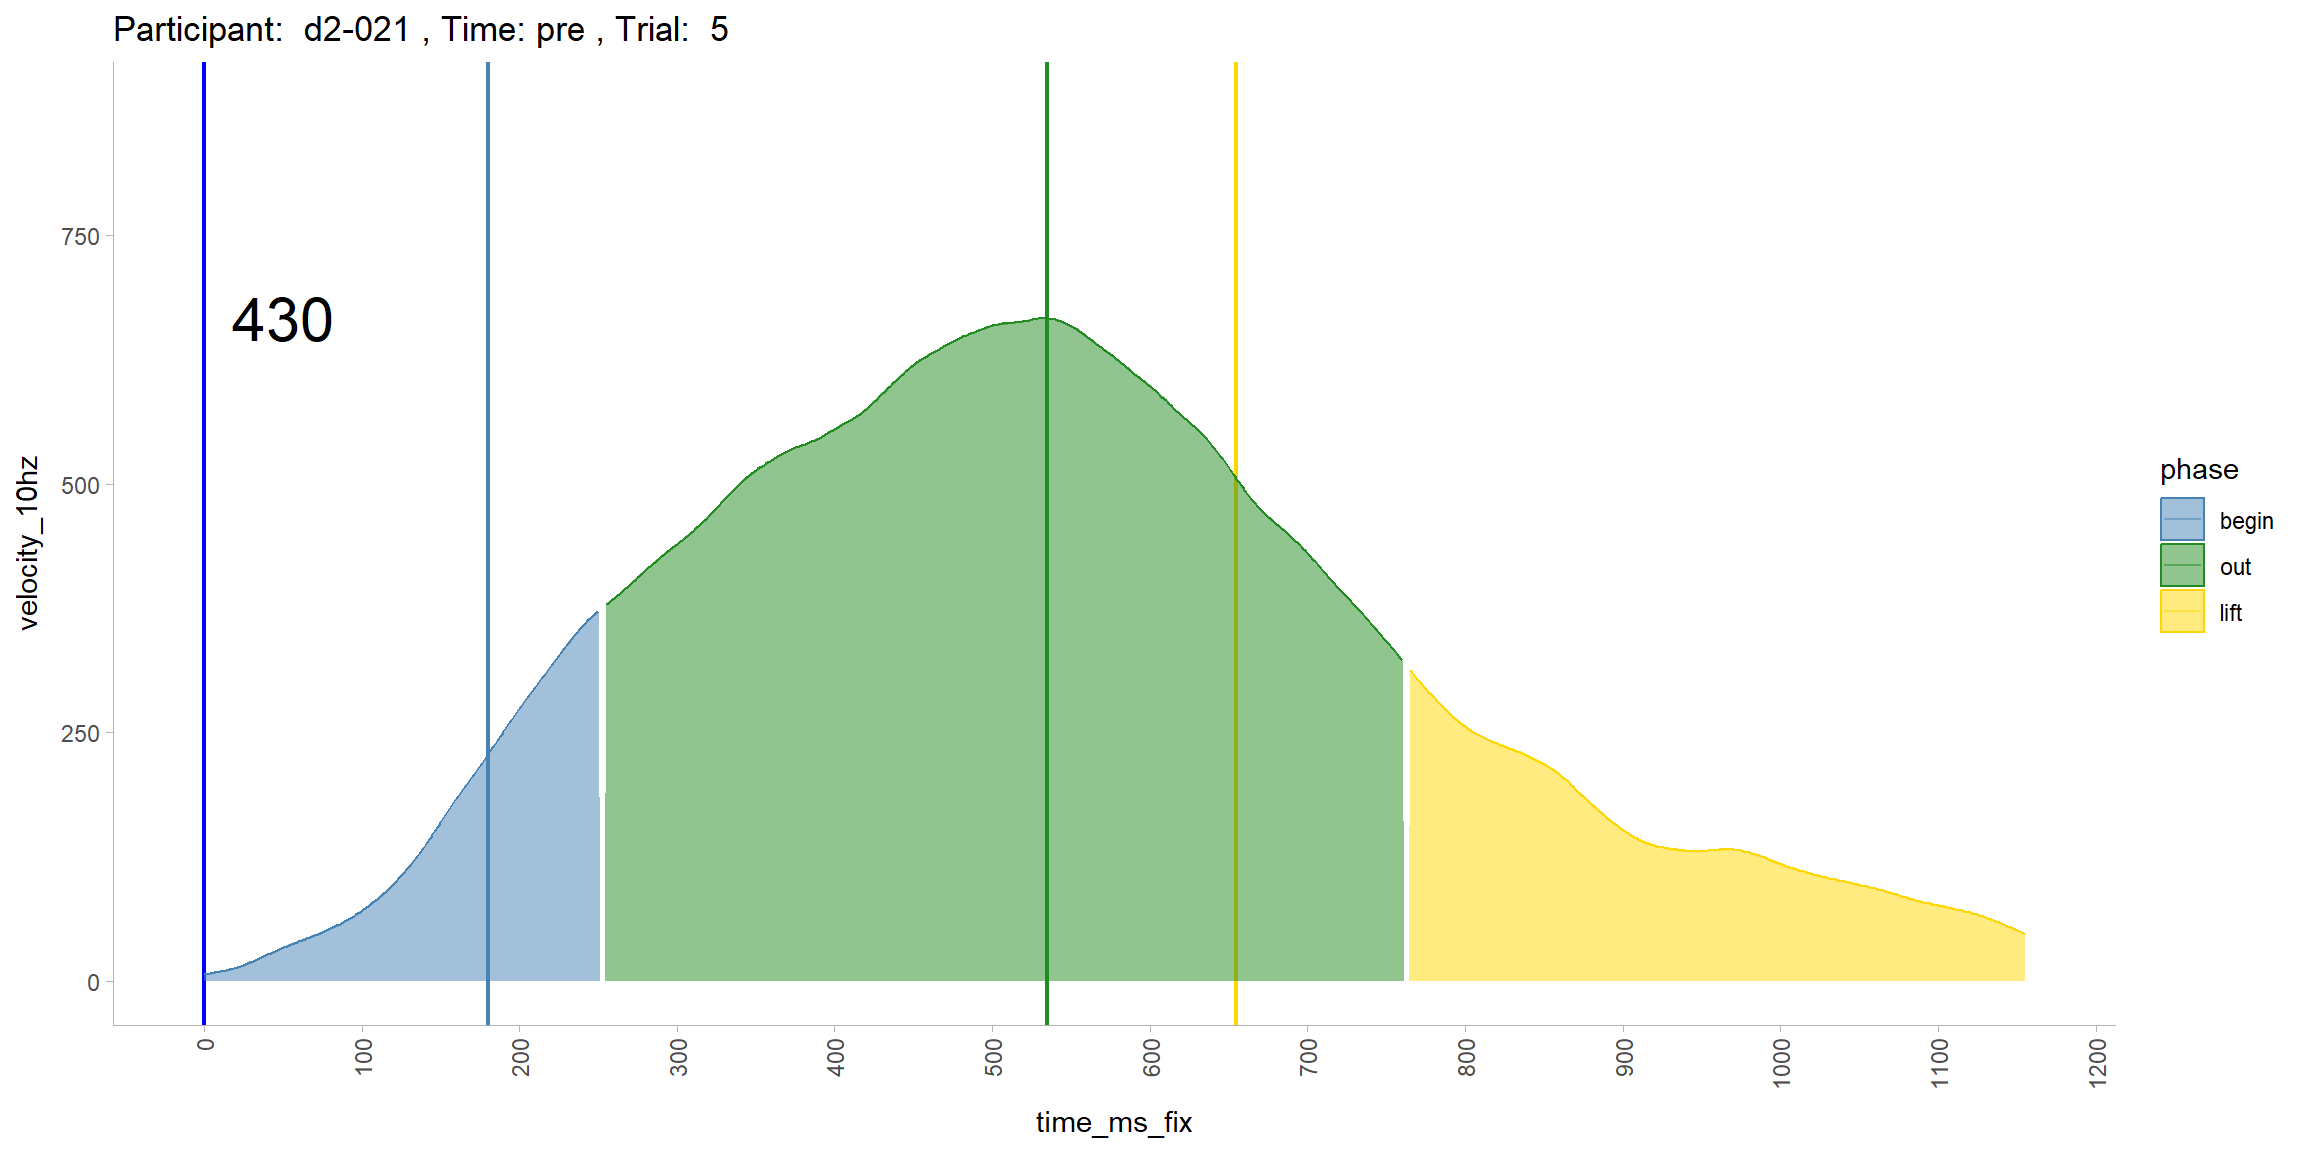 Participant:  d2-021 , Time: pre , Trial:  5
430
velocity_10hz
750
500
250
0
0
100
200
300
400
500
600
700
800
900
1000
1100
1200
time_ms_fix
phase
begin
out
lift